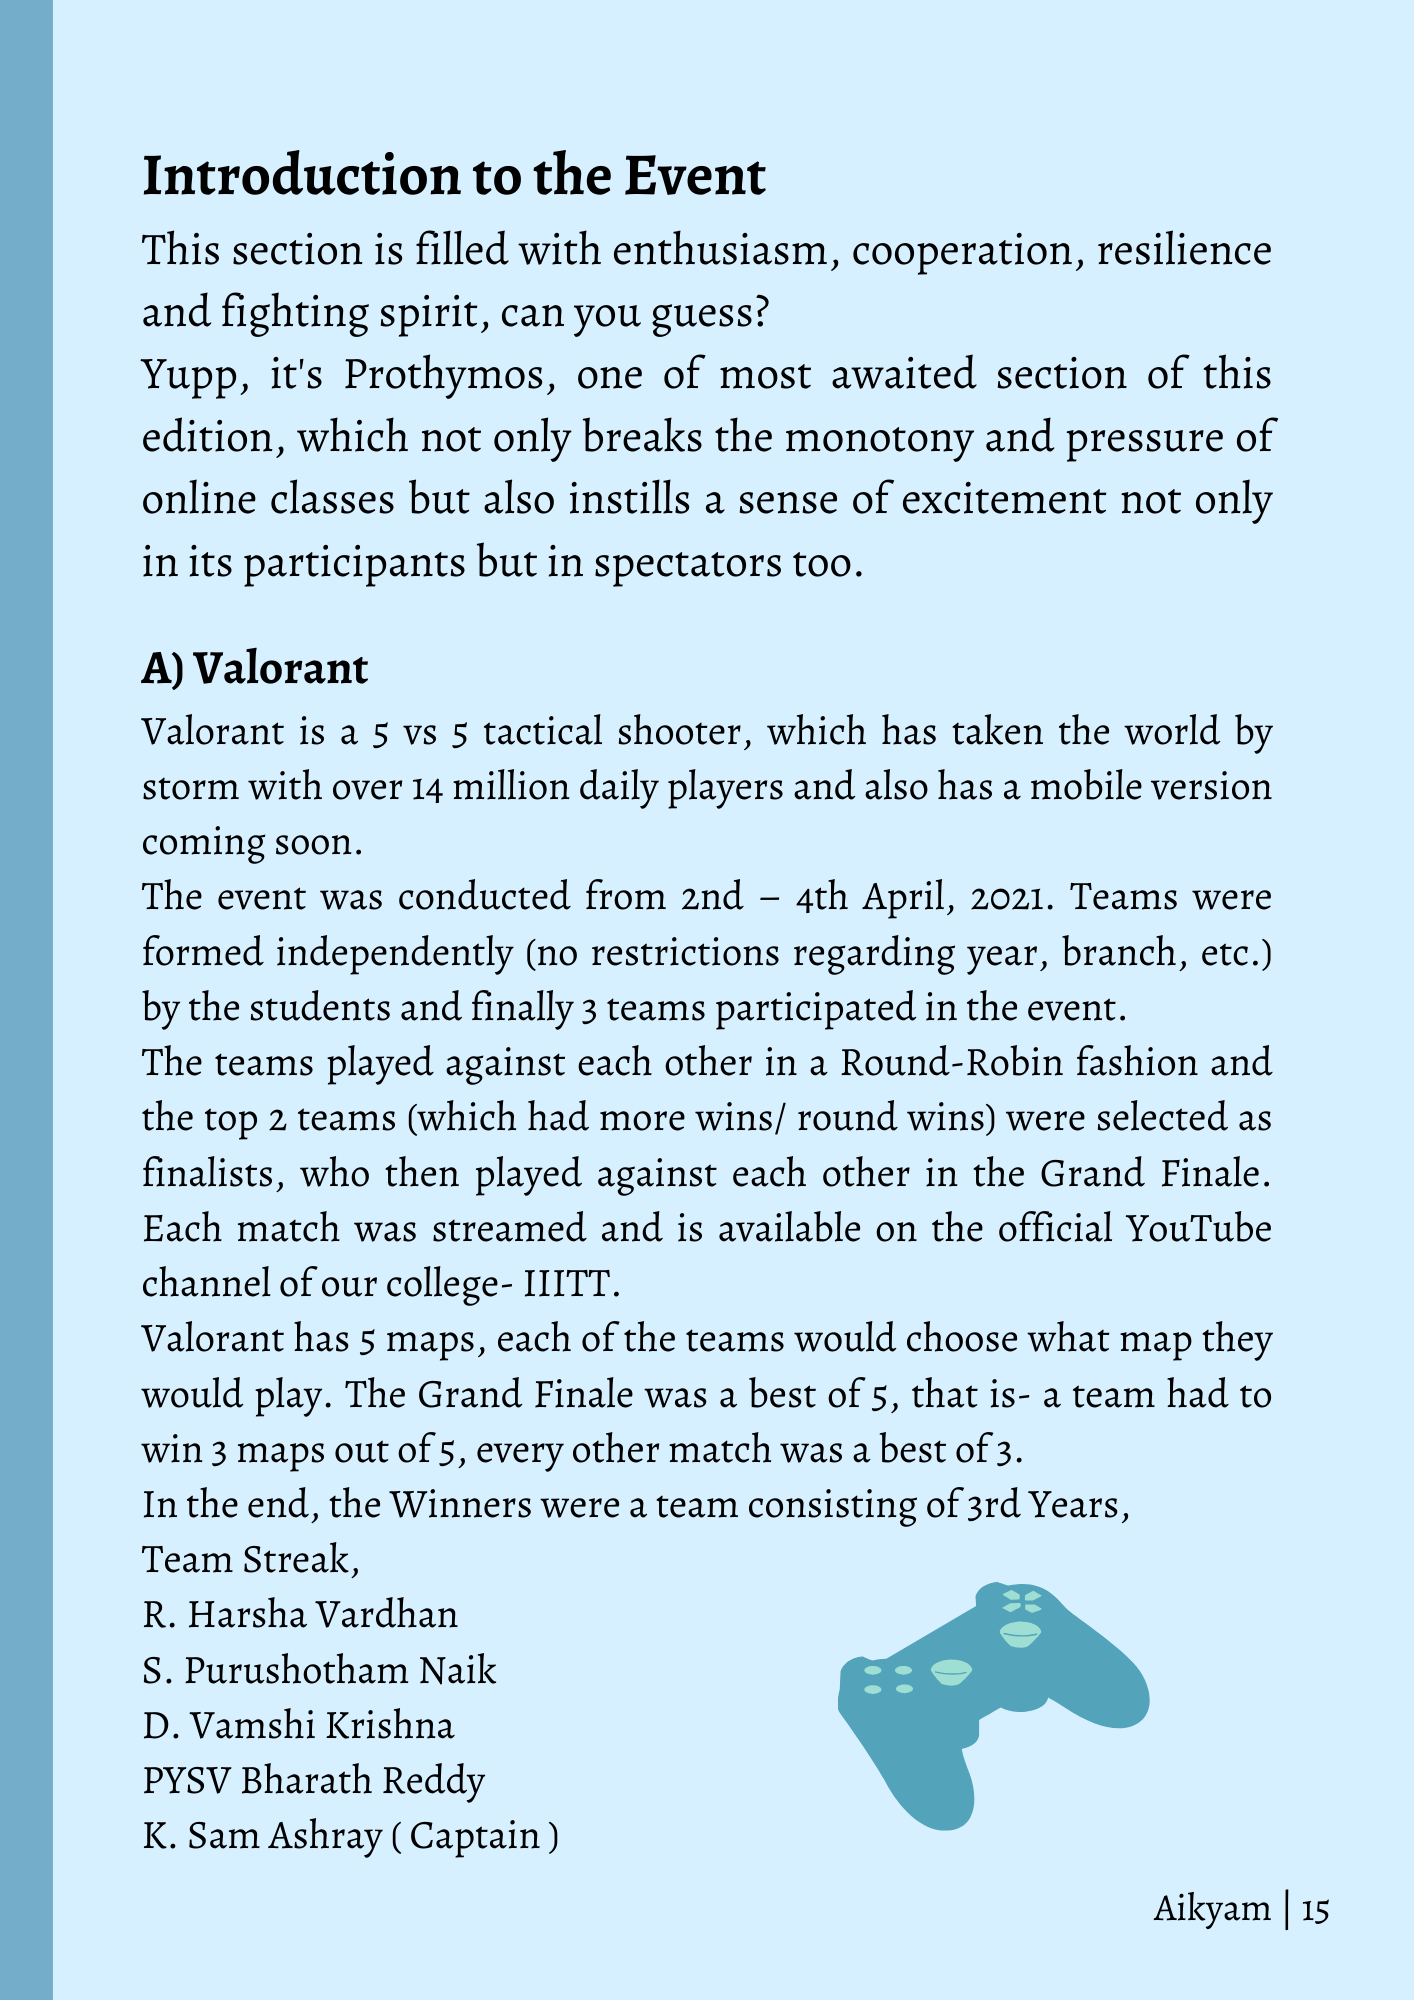 Introduction to the Event
This section is filled with enthusiasm, cooperation, resilience
and fighting spirit, can you guess?
Yupp, it's Prothymos, one of most awaited section of this
edition, which not only breaks the monotony and pressure of
online classes but also instills a sense of excitement not only
in its participants but in spectators too.
A) Valorant
Valorant is a 5 vs 5 tactical shooter, which has taken the world by
storm with over 14 million daily players and also has a mobile version
coming soon.
The event was conducted from 2nd – 4th April, 2021. Teams were
formed independently (no restrictions regarding year, branch, etc.)
by the students and finally 3 teams participated in the event.
The teams played against each other in a Round-Robin fashion and
the top 2 teams (which had more wins/ round wins) were selected as
finalists, who then played against each other in the Grand Finale.
Each match was streamed and is available on the official YouTube
channel of our college- IIITT.
Valorant has 5 maps, each of the teams would choose what map they
would play. The Grand Finale was a best of 5, that is- a team had to
win 3 maps out of 5, every other match was a best of 3.
In the end, the Winners were a team consisting of 3rd Years,
Team Streak,
R. Harsha Vardhan
S. Purushotham Naik
D. Vamshi Krishna
PYSV Bharath Reddy
K. Sam Ashray ( Captain )
Aikyam | 15